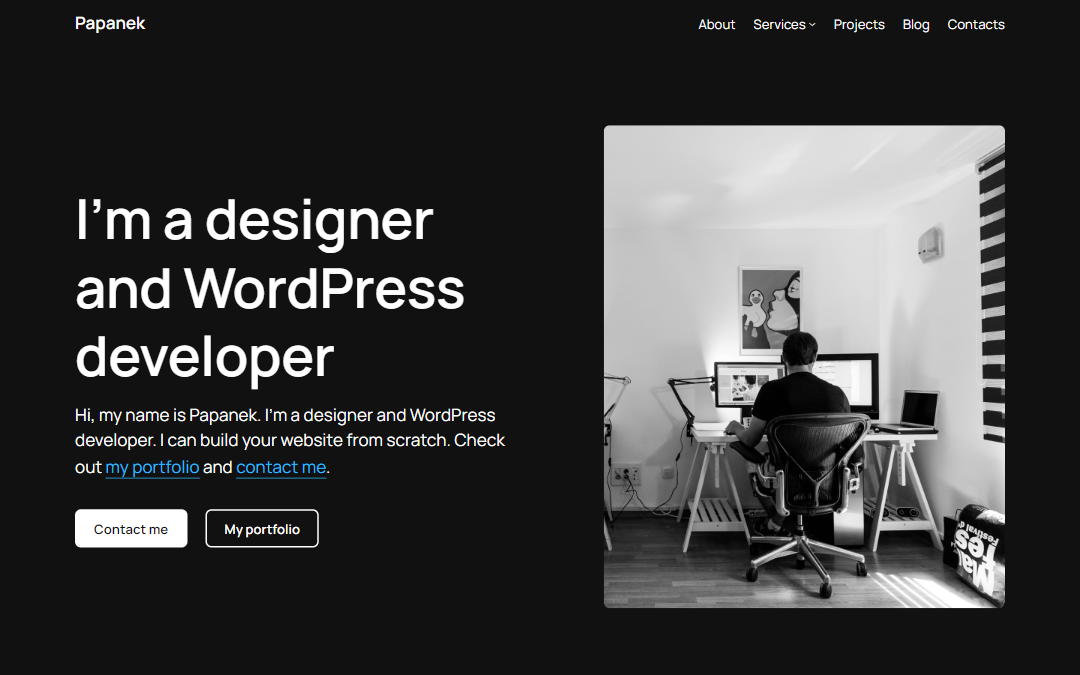 Papanek
About Services Projects Blog Contacts
I’m a designer
and WordPress
developer
Hi, my name is Papanek. I’m a designer and WordPress
developer. I can build your website from scratch. Check
out my portfolio and contact me.
Contact me My portfolio
Festival d